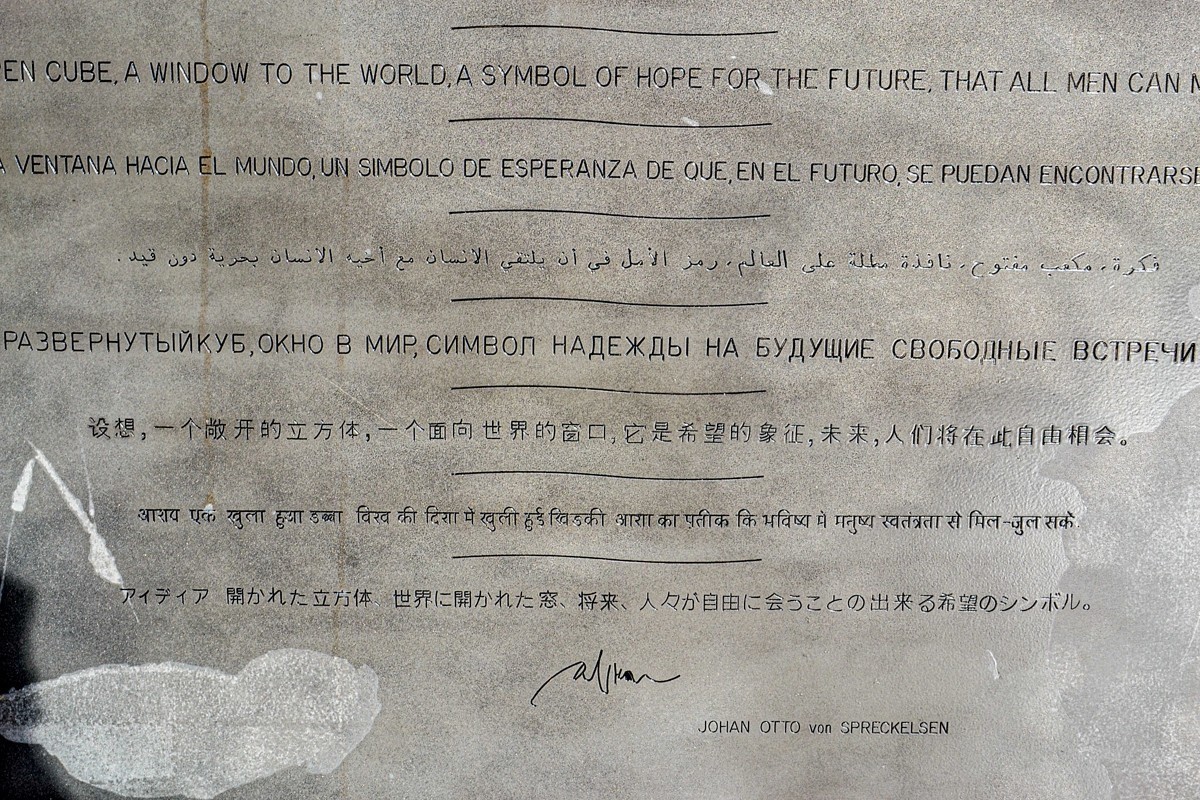 PEN CUBE, A WINDOW TO THE WORLD, A SYMBOL OF HOPE FOR THE FUTURE, THAT ALL MEN CAN M
A VENTANA HACIA EL MUNDO, UN SIMBOLO DE ESPERANZA DE QUE, EN EL FUTURO, SE PUEDAN ENCONTRARSE
فكرة، مكعب مفتوح، نافذة مطلة على العالم، رمز الأمل في أن يلتقي الانسان مع أخيه الانسان بحرية دون قيد.
РАЗВЕРНУТЫЙКУБ, ОКНО В МИР, СИМВОЛ НАДЕЖДЫ НА БУДУЩИЕ СВОБОДНЫЕ ВСТРЕЧИ
设想,一个敞开的立方体,一个面向世界的窗口,它是希望的象征,未来,人们将在此自由相会。
आशय एक खुला हुया डब्बा विश्व की दिशा मे खुली हुई खिडकी आशा का प्रतीक कि भविष्य मे मनुष्य स्वतंत्रता से मिल-जुल सके.
アイディア 開かれた立方体、世界に開かれた窓、将来、人々が自由に会うことの出来る希望のシンボル。
JOHAN OTTO von SPRECKELSEN